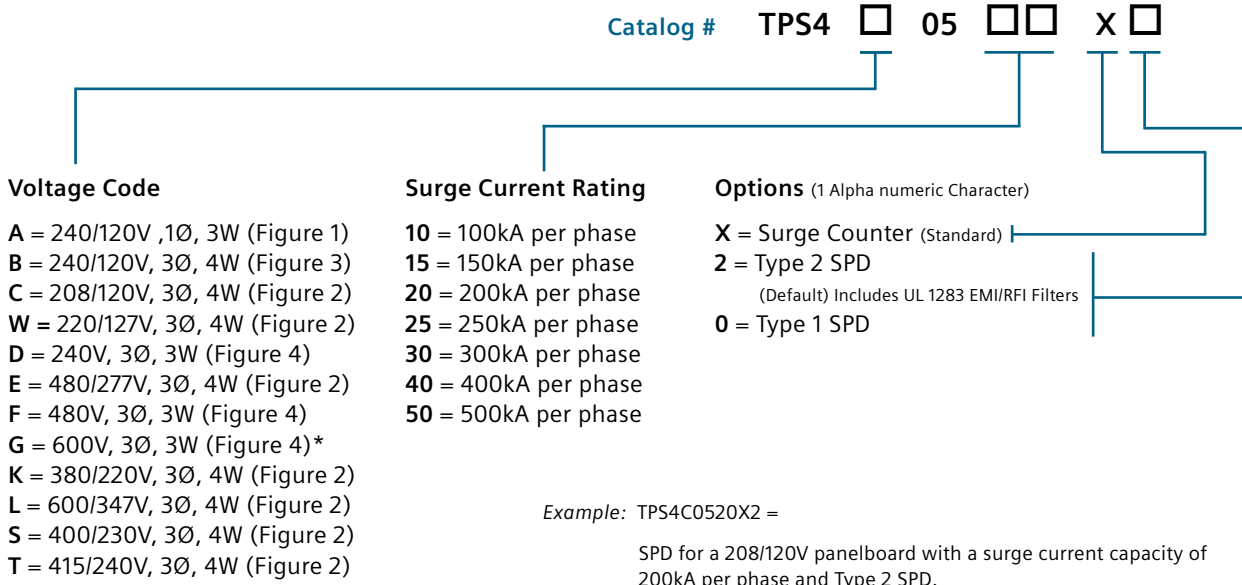 Catalog # TPS4 □ 05 □□ X □
Voltage Code
A = 240/120V ,1Ø, 3W (Figure 1)
B = 240/120V, 3Ø, 4W (Figure 3)
C = 208/120V, 3Ø, 4W (Figure 2)
W = 220/127V, 3Ø, 4W (Figure 2)
D = 240V, 3Ø, 3W (Figure 4)
E = 480/277V, 3Ø, 4W (Figure 2)
F = 480V, 3Ø, 3W (Figure 4)
G = 600V, 3Ø, 3W (Figure 4)*
K = 380/220V, 3Ø, 4W (Figure 2)
L = 600/347V, 3Ø, 4W (Figure 2)
S = 400/230V, 3Ø, 4W (Figure 2)
T = 415/240V, 3Ø, 4W (Figure 2)
Surge Current Rating
10 = 100kA per phase
15 = 150kA per phase
20 = 200kA per phase
25 = 250kA per phase
30 = 300kA per phase
40 = 400kA per phase
50 = 500kA per phase
Options (1 Alpha numeric Character)
X = Surge Counter (Standard)
2 = Type 2 SPD
(Default) Includes UL 1283 EMI/RFI Filters
0 = Type 1 SPD
Example: TPS4C0520X2 =
SPD for a 208/120V panelboard with a surge current capacity of
200kA per phase and Type 2 SPD.